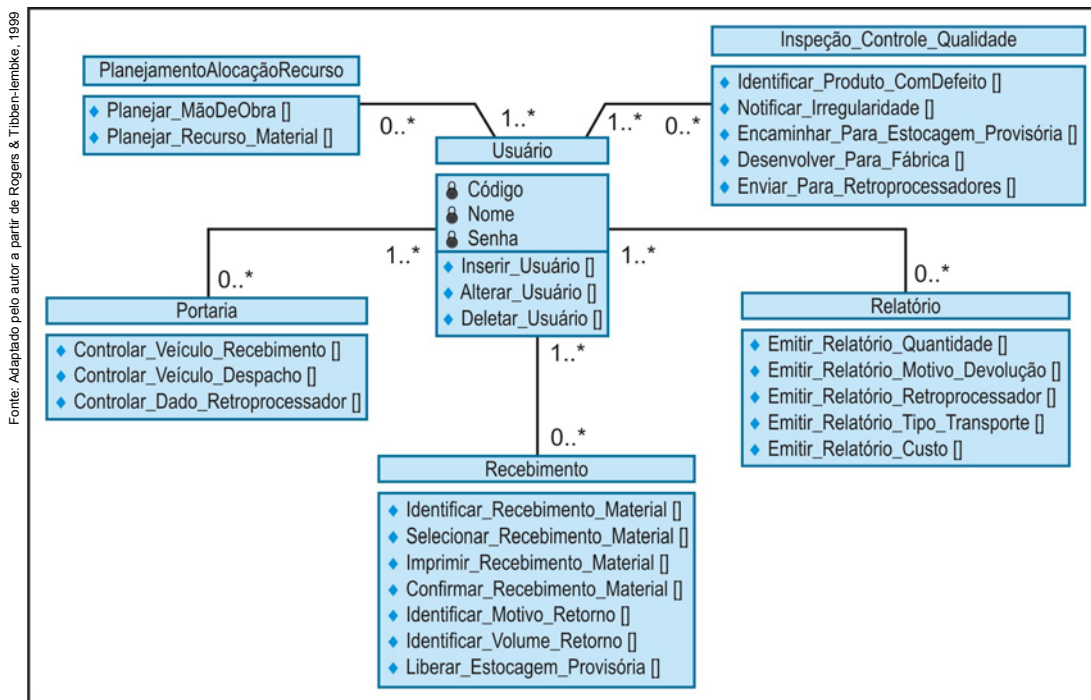 Fonte: Adaptado pelo autor a partir de Rogers & Tibben-lembke, 1999
PlanejamentoAlocaçãoRecurso
Planejar_MãoDeObra []
Planejar_Recurso_Material []
0..*
1..*
Inspeção_Controle_Qualidade
Identificar_Produto_ComDefeito []
Notificar_Irregularidade []
Encaminhar_Para_Estocagem_Provisória []
Desenvolver_Para_Fábrica []
Enviar_Para_Retroprocessadores []
1..*
0..*
Usuário
Código
Nome
Senha
Inserir_Usuário []
Alterar_Usuário []
Deletar_Usuário []
1..*
0..*
Portaria
Controlar_Veículo_Recebimento []
Controlar_Veículo_Despacho []
Controlar_Dado_Retroprocessador []
1..*
0..*
Relatório
Emitir_Relatório_Quantidade []
Emitir_Relatório_Motivo_Devolução []
Emitir_Relatório_Retroprocessador []
Emitir_Relatório_Tipo_Transporte []
Emitir_Relatório_Custo []
1..*
0..*
Recebimento
Identificar_Recebimento_Material []
Selecionar_Recebimento_Material []
Imprimir_Recebimento_Material []
Confirmar_Recebimento_Material []
Identificar_Motivo_Retorno []
Identificar_Volume_Retorno []
Liberar_Estocagem_Provisória []